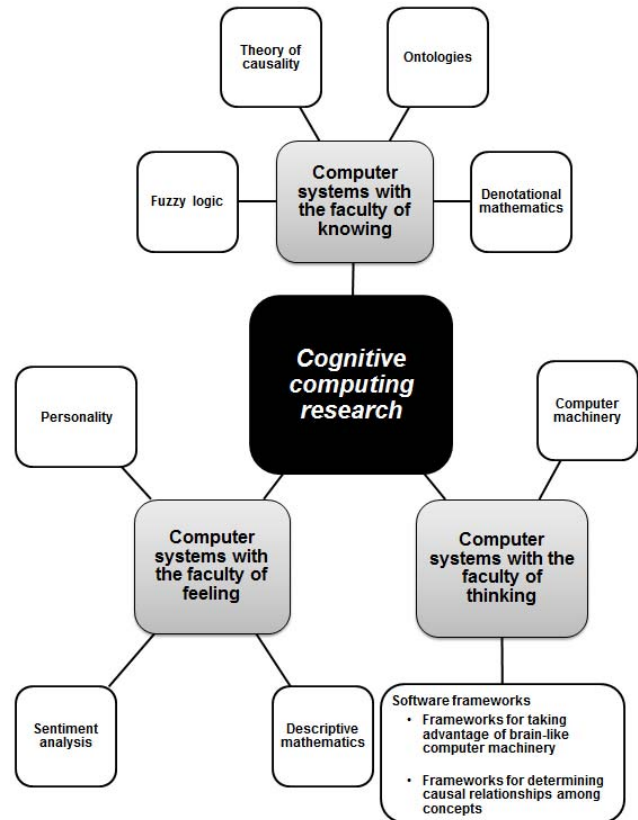 Theory of
causality
Ontologies
Fuzzy logic
Computer
systems with
the faculty of
knowing
Denotational
mathematics
Cognitive
computing
research
Personality
Computer
machinery
Computer
systems with
the faculty of
feeling
Computer
systems with the
faculty of
thinking
Sentiment
analysis
Descriptive
mathematics
Software frameworks
• Frameworks for taking
advantage of brain-like
computer machinery
• Frameworks for determining
causal relationships among
concepts